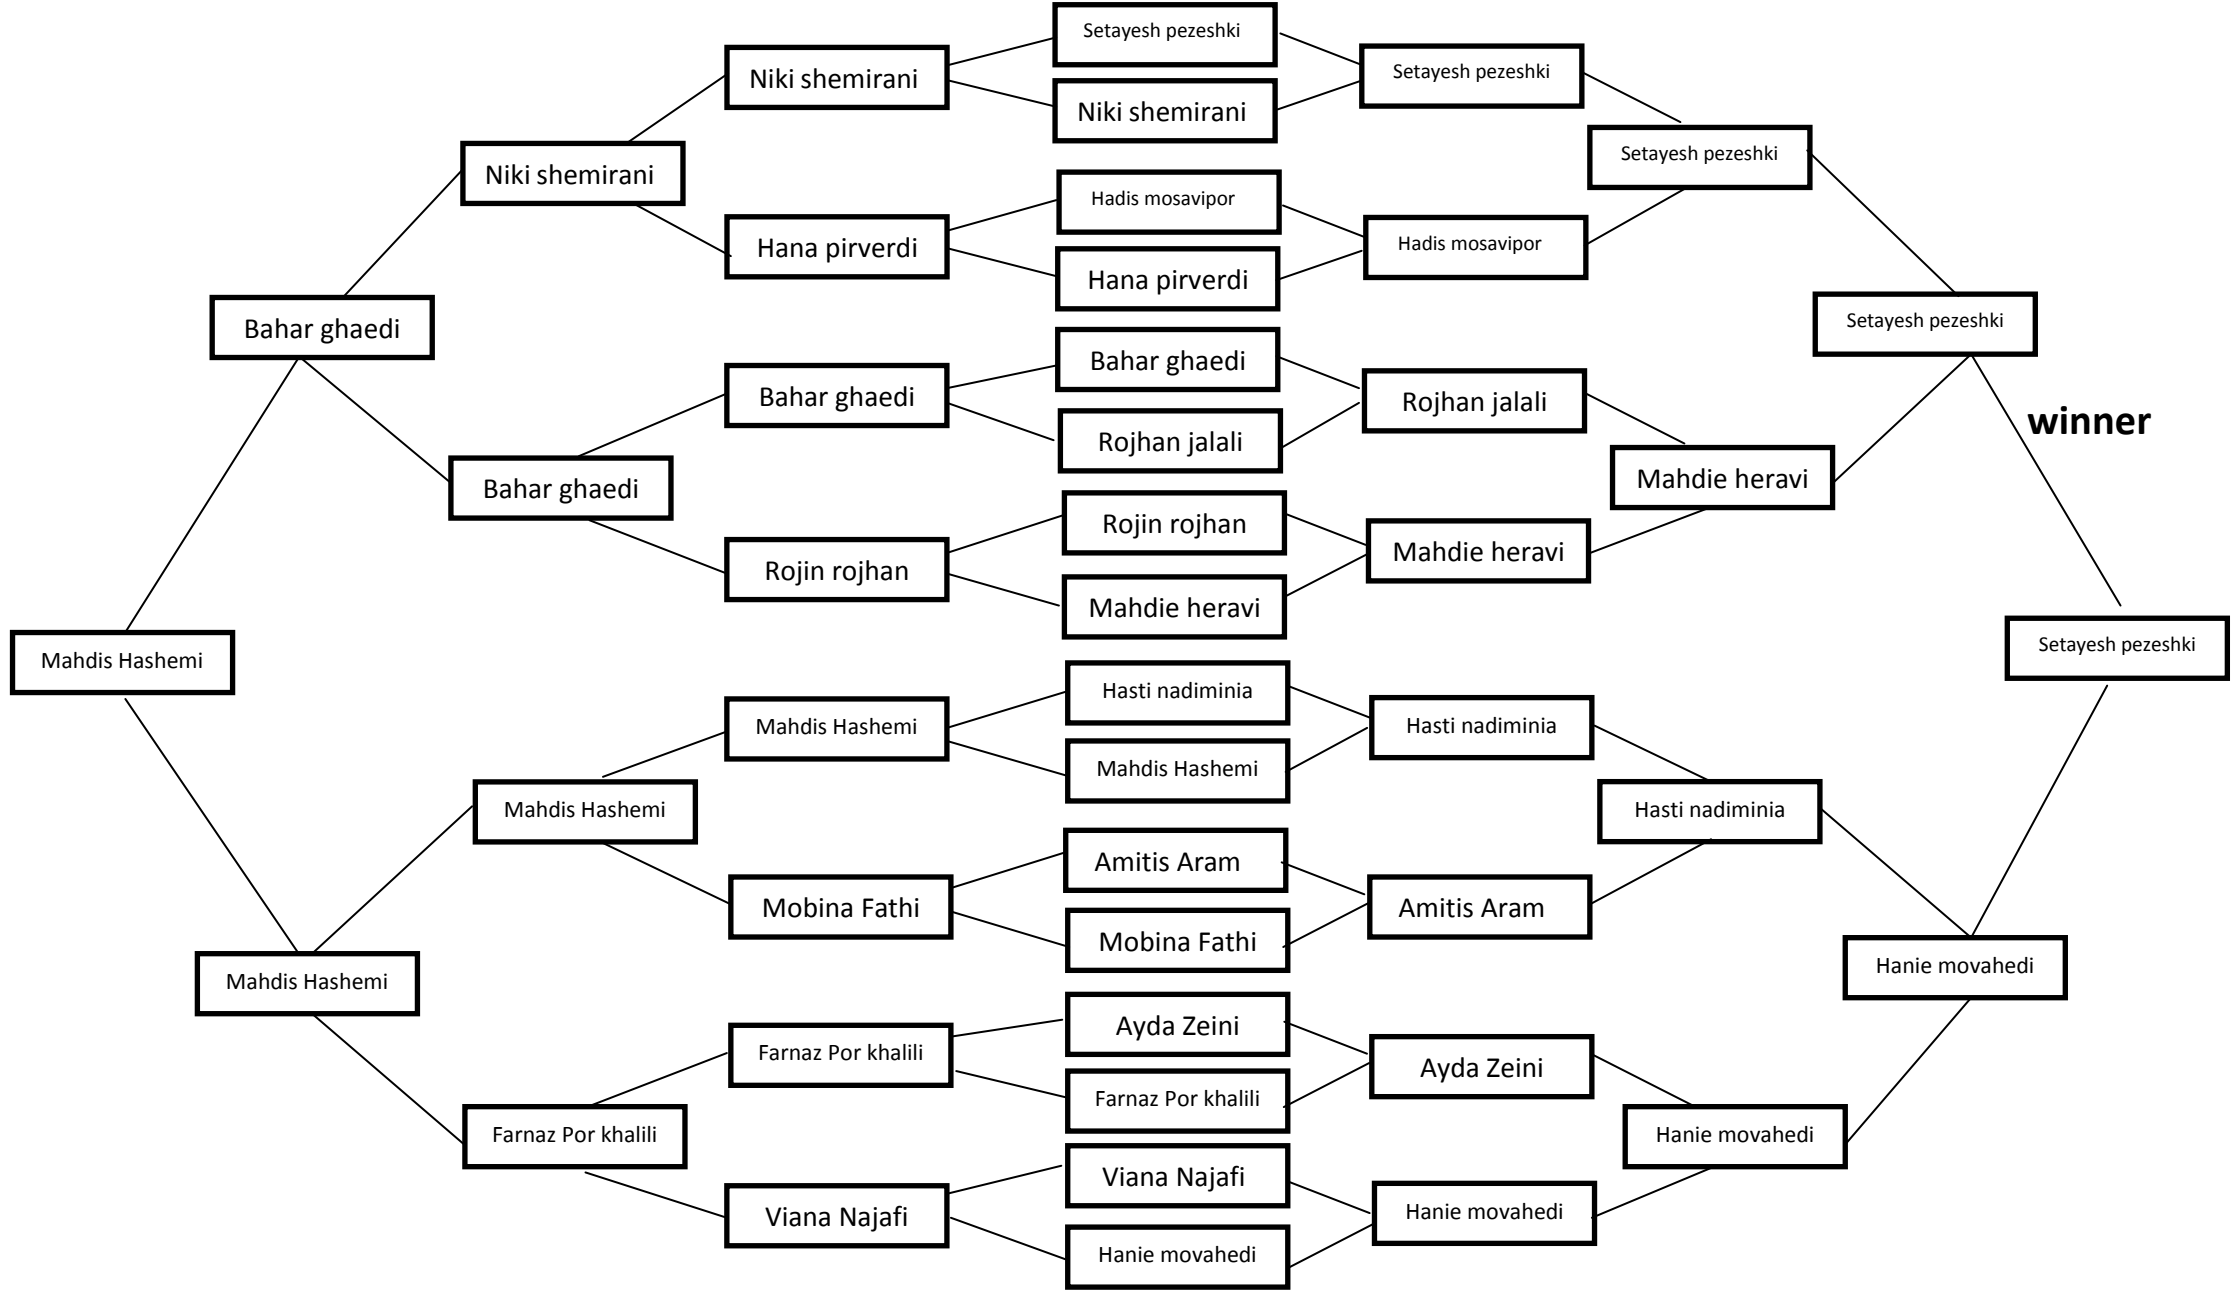 Setayesh pezeshki
Niki shemirani
Setayesh pezeshki
Niki shemirani
Setayesh pezeshki
Niki shemirani
Hadis mosavipor
Hana pirverdi
Hadis mosavipor
Hana pirverdi
Bahar ghaedi
Setayesh pezeshki
Bahar ghaedi
Bahar ghaedi
Rojhan jalali
winner
Rojhan jalali
Bahar ghaedi
Mahdie heravi
Rojin rojhan
Mahdie heravi
Rojin rojhan
Mahdie heravi
Mahdis Hashemi
Setayesh pezeshki
Hasti nadiminia
Mahdis Hashemi
Hasti nadiminia
Mahdis Hashemi
Mahdis Hashemi
Hasti nadiminia
Amitis Aram
Mobina Fathi
Amitis Aram
Mobina Fathi
Mahdis Hashemi
Hanie movahedi
Ayda Zeini
Farnaz Por khalili
Ayda Zeini
Farnaz Por khalili
Farnaz Por khalili
Hanie movahedi
Viana Najafi
Viana Najafi
Hanie movahedi
Hanie movahedi